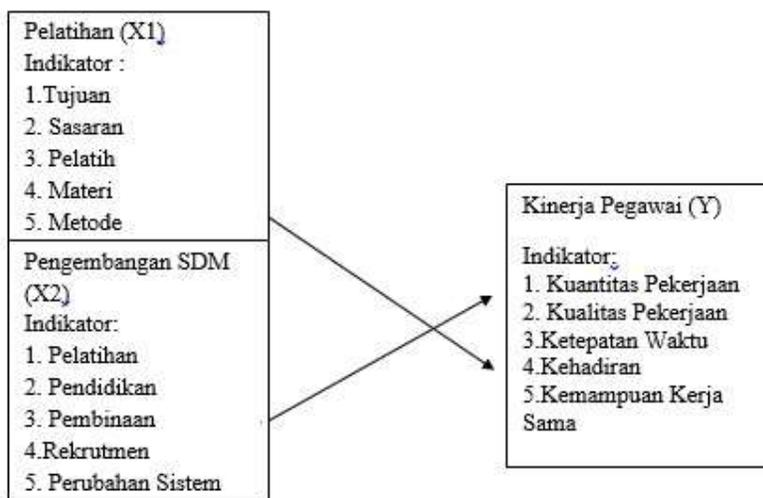 Pelatihan (X1)
Indikator :
1.Tujuan
2. Sasaran
3. Pelatih
4. Materi
5. Metode
Pengembangan SDM
(X2)
Indikator:
1. Pelatihan
2. Pendidikan
3. Pembinaan
4.Rekrutmen
5. Perubahan Sistem
Kinerja Pegawai (Y)
Indikator:
1. Kuantitas Pekerjaan
2. Kualitas Pekerjaan
3.Ketepatan Waktu
4.Kehadiran
5.Kemampuan Kerja
Sama